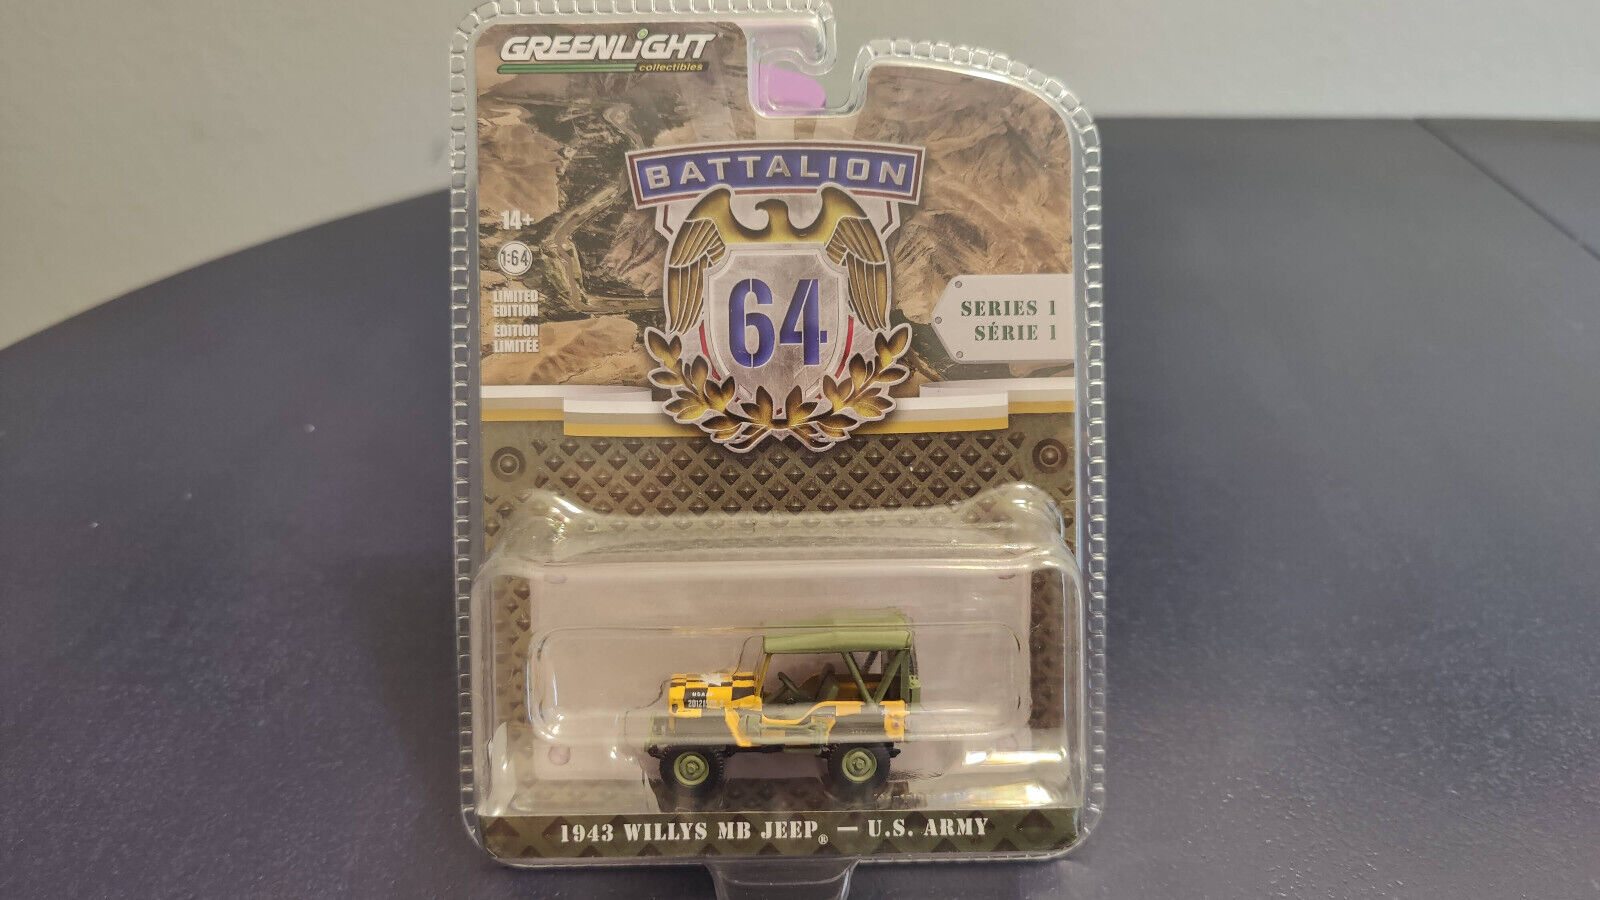 GREENLiGHT
collectibles
BATTALION
64
14+
1:64
LIMITED
EDITION
ÉDITION
LIMITÉE
SERIES 1
SÉRIE 1
1943 WILLYS MB JEEP® — U.S. ARMY